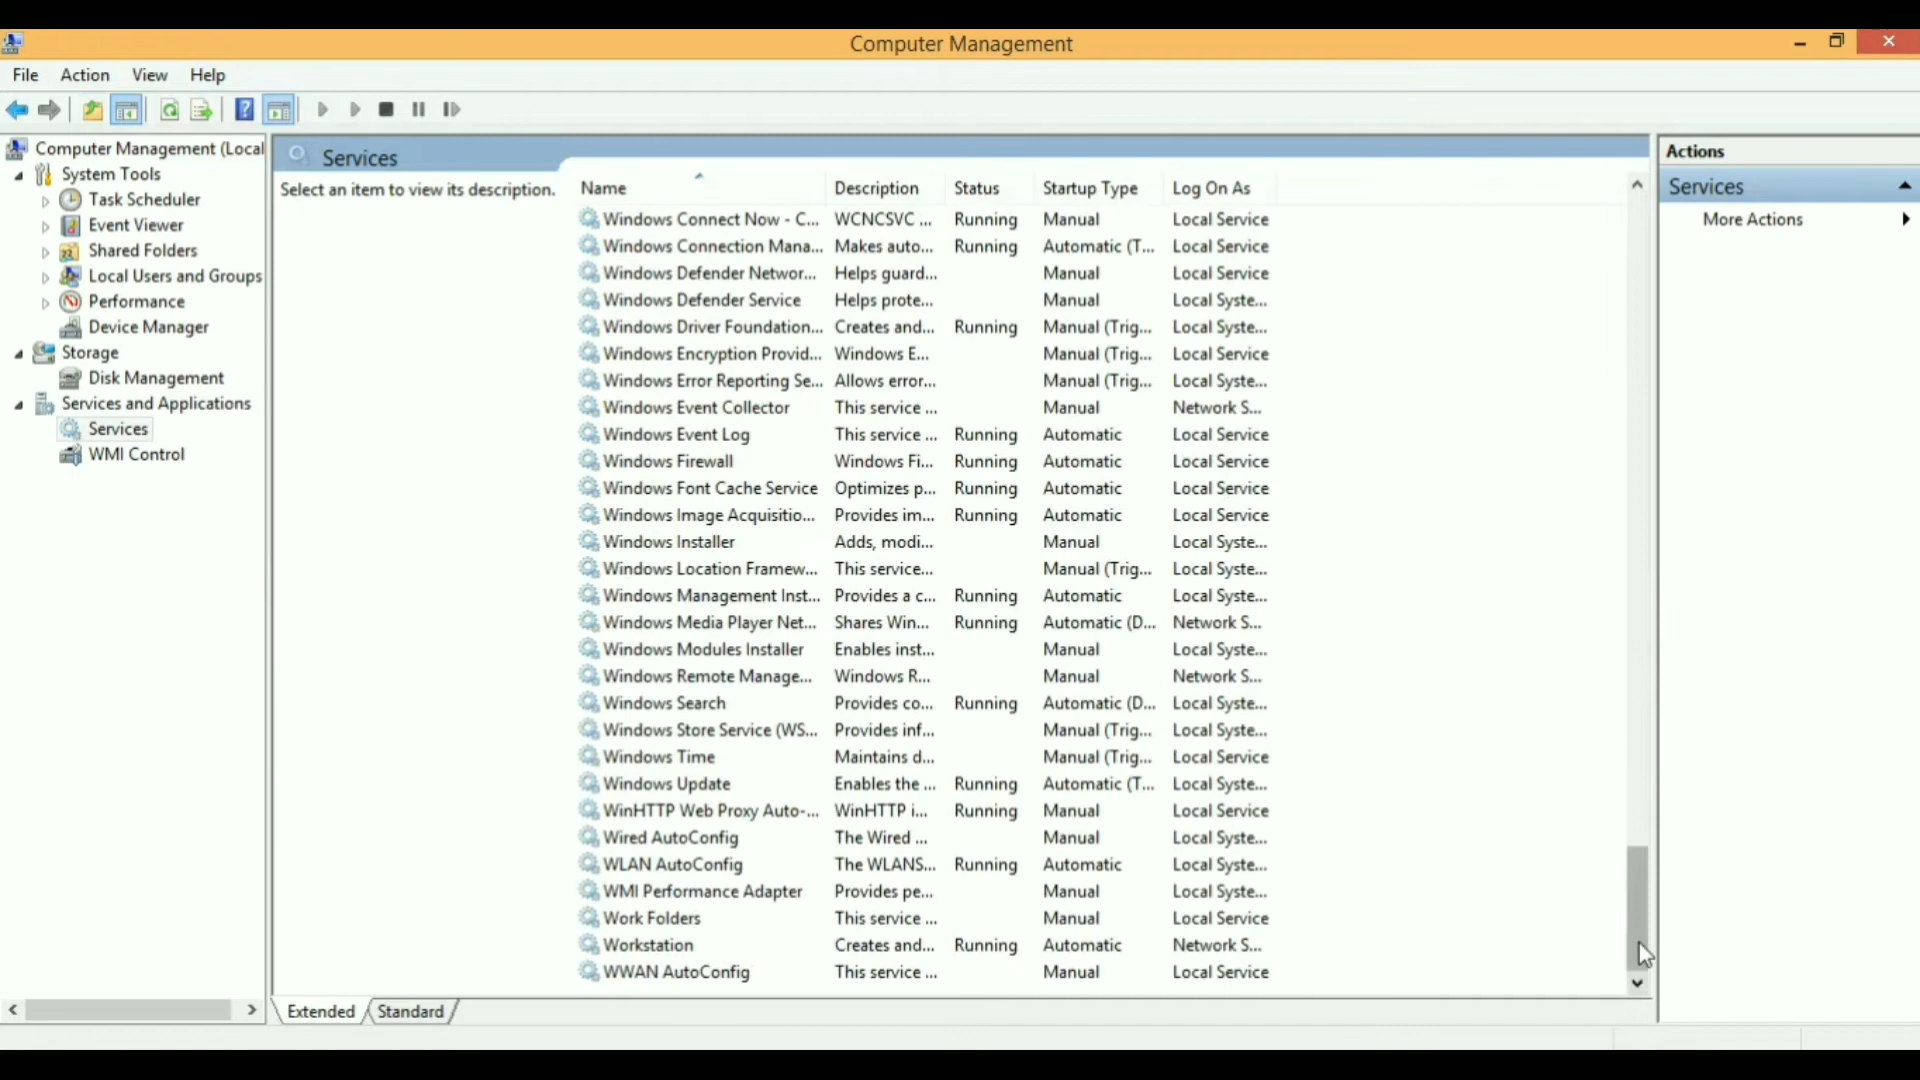 Computer Management
File Action View Help
Computer Management (Local
System Tools
Task Scheduler
Event Viewer
Shared Folders
Local Users and Groups
Performance
Device Manager
Storage
Disk Management
Services and Applications
Services
WMI Control
Services
Select an item to view its description.
Name Description Status Startup Type Log On As
Windows Connect Now - C... WCNCSVC ... Running Manual Local Service
Windows Connection Mana... Makes auto... Running Automatic (T... Local Service
Windows Defender Networ... Helps guard... Manual Local Service
Windows Defender Service Helps prote... Manual Local Syste...
Windows Driver Foundation... Creates and... Running Manual (Trig... Local Syste...
Windows Encryption Provid... Windows E... Manual (Trig... Local Service
Windows Error Reporting Se... Allows error... Manual (Trig... Local Syste...
Windows Event Collector This service ... Manual Network S...
Windows Event Log This service ... Running Automatic Local Service
Windows Firewall Windows Fi... Running Automatic Local Service
Windows Font Cache Service Optimizes p... Running Automatic Local Service
Windows Image Acquisitio... Provides im... Running Automatic Local Service
Windows Installer Adds, modi... Manual Local Syste...
Windows Location Framew... This service... Manual (Trig... Local Syste...
Windows Management Inst... Provides a c... Running Automatic Local Syste...
Windows Media Player Net... Shares Win... Running Automatic (D... Network S...
Windows Modules Installer Enables inst... Manual Local Syste...
Windows Remote Manage... Windows R... Manual Network S...
Windows Search Provides co... Running Automatic (D... Local Syste...
Windows Store Service (WS... Provides inf... Manual (Trig... Local Syste...
Windows Time Maintains d... Manual (Trig... Local Service
Windows Update Enables the ... Running Automatic (T... Local Syste...
WinHTTP Web Proxy Auto-... WinHTTP i... Running Manual Local Service
Wired AutoConfig The Wired ... Manual Local Syste...
WLAN AutoConfig The WLANS... Running Automatic Local Syste...
WMI Performance Adapter Provides pe... Manual Local Syste...
Work Folders This service ... Manual Local Service
Workstation Creates and... Running Automatic Network S...
WWAN AutoConfig This service ... Manual Local Service
Extended Standard
Actions
Services
More Actions